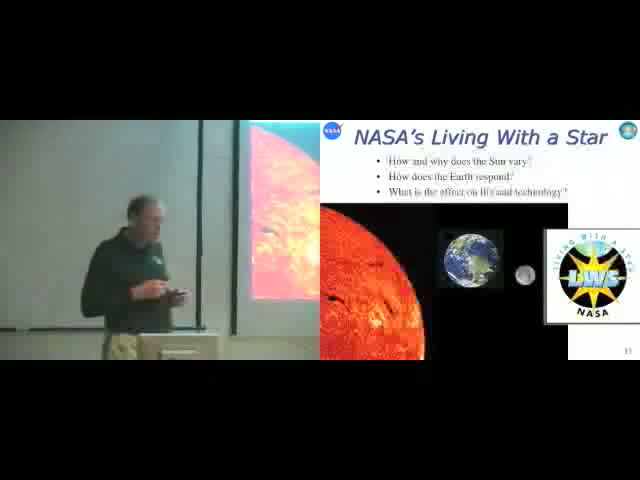 NASA
NASA's Living With a Star
• How and why does the Sun vary?
• How does the Earth respond?
• What is the effect on life and technology?
Living With a Star
LWS
NASA